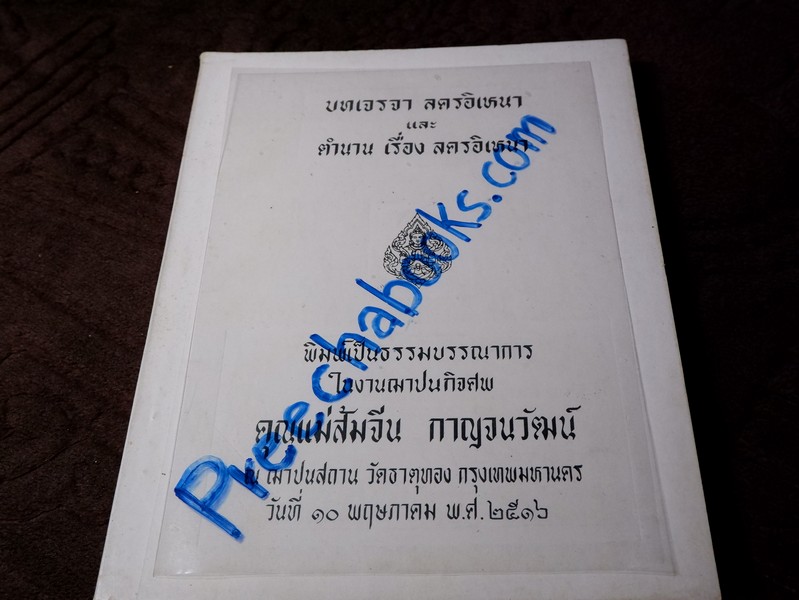 บทเจรจา ละครอิเหนา
และ
ตำนาน เรื่อง ละครอิเหนา
พิมพ์เป็นธรรมบรรณาการ
ในงานฌาปนกิจศพ
คุณแม่ส้มจีน กาญจนวัฒน์
ณ ฌาปนสถาน วัดธาตุทอง กรุงเทพมหานคร
วันที่ ๑๐ พฤษภาคม พ.ศ.๒๕๑๖
Preechabooks.com